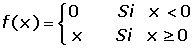 f(x) = { 0 Si x < 0
x Si x ≥ 0